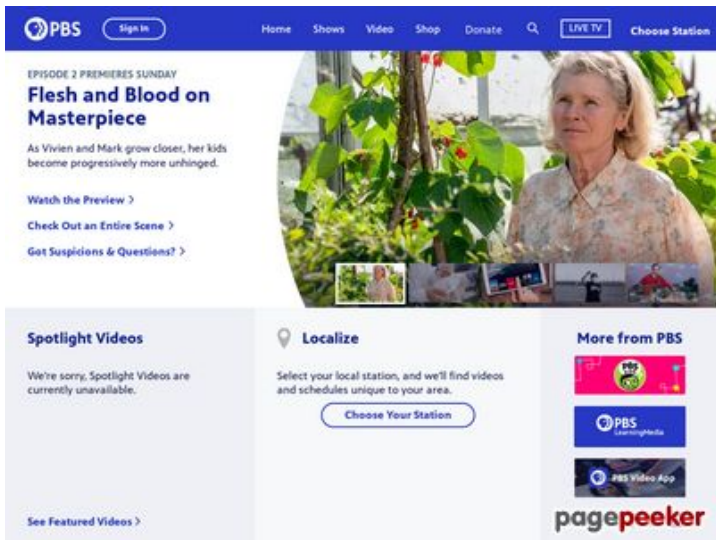 PBS Sign In Home Shows Video Shop Donate LIVE TV Choose Station
EPISODE 2 PREMIERES SUNDAY
Flesh and Blood on
Masterpiece
As Vivien and Mark grow closer, her kids
become progressively more unhinged.
Watch the Preview >
Check Out an Entire Scene >
Got Suspicions & Questions? >
Spotlight Videos
We're sorry, Spotlight Videos are
currently unavailable.
See Featured Videos >
Localize
Select your local station, and we'll find videos
and schedules unique to your area.
Choose Your Station
More from PBS
PBS
LearningMedia
PBS Video App
pagepeeker